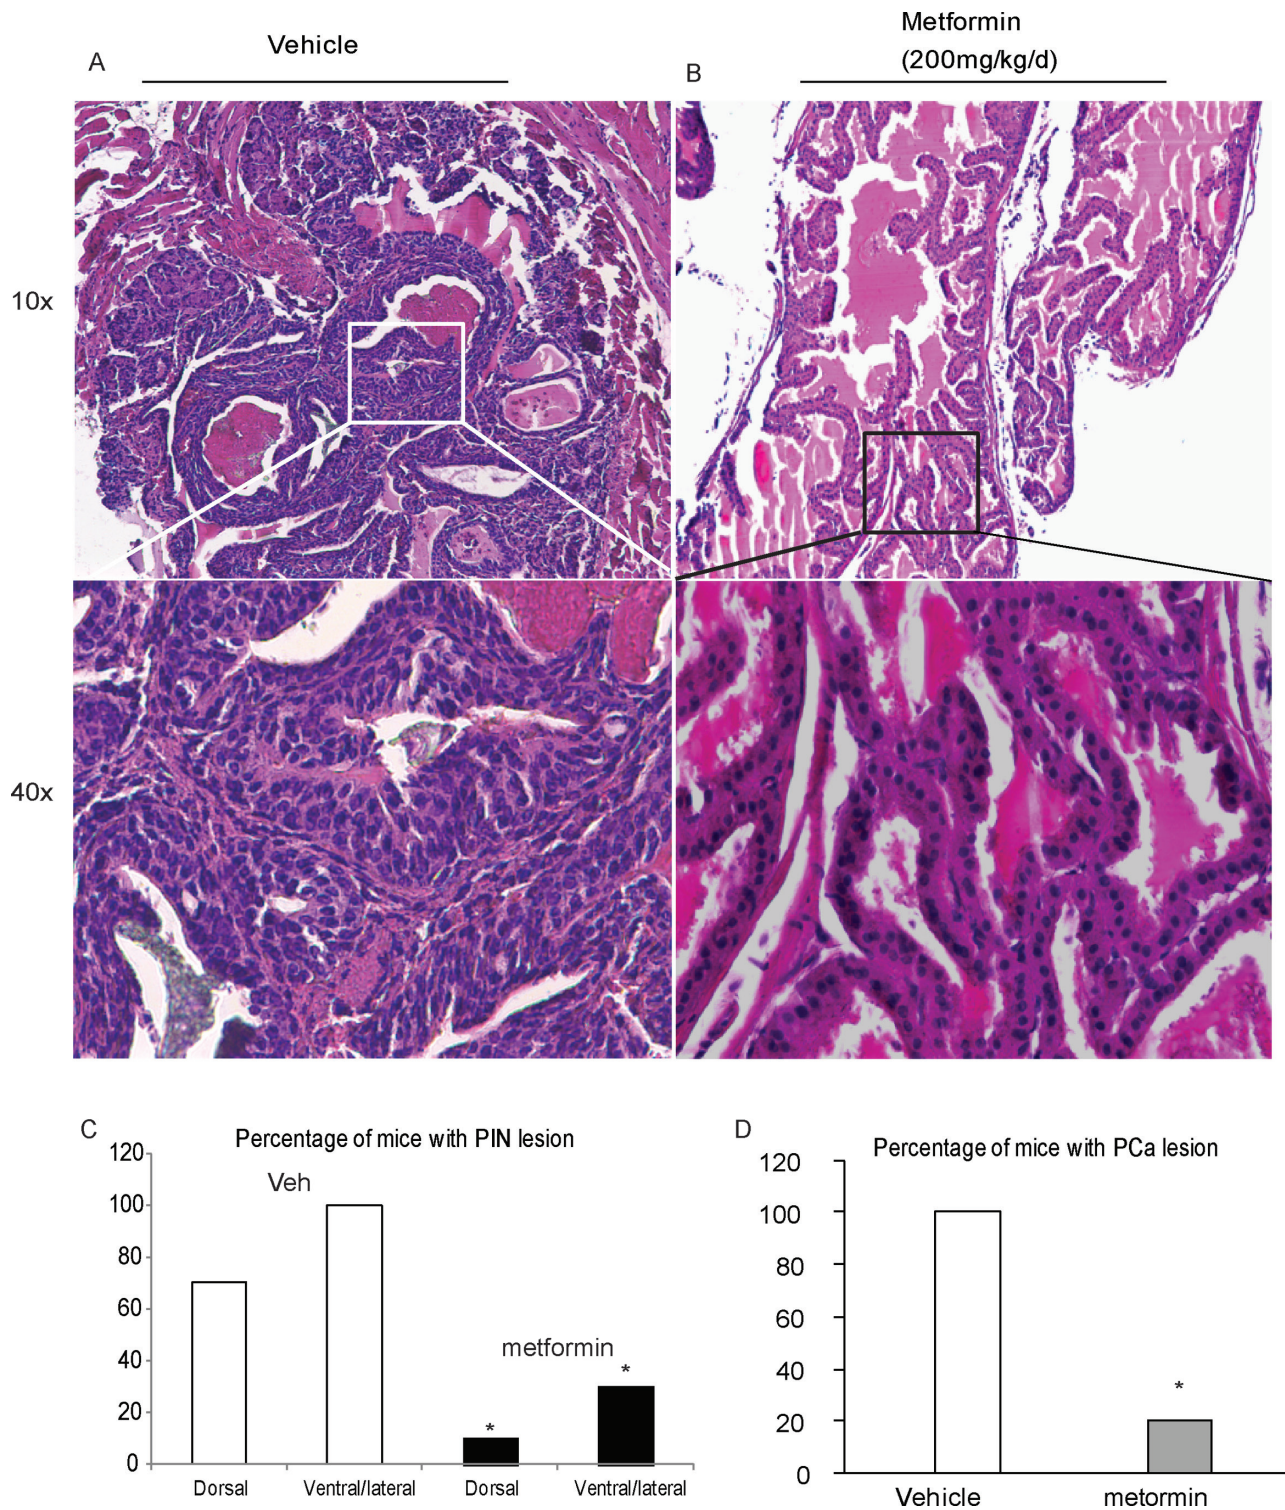 A
Vehicle
B
Metformin
(200mg/kg/d)
10x
40x
C
Percentage of mice with PIN lesion
120
100
80
60
40
20
0
Veh
metformin
*
*
Dorsal
Ventral/lateral
Dorsal
Ventral/lateral
D
Percentage of mice with PCa lesion
120
100
80
60
40
20
0
*
Vehicle
metormin